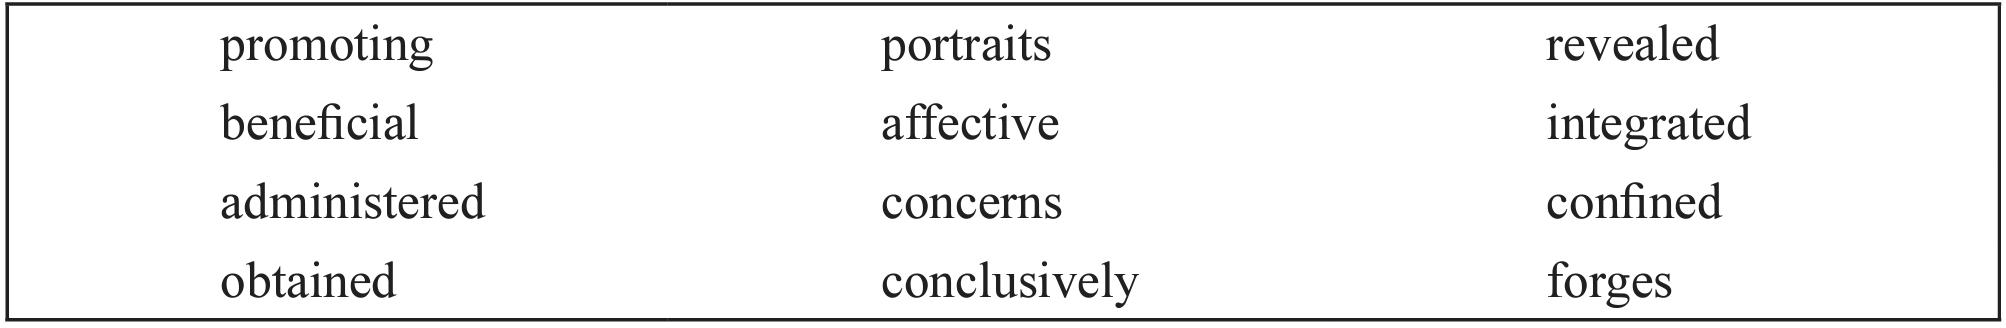 promoting portraits revealed
beneficial affective integrated
administered concerns confined
obtained conclusively forges